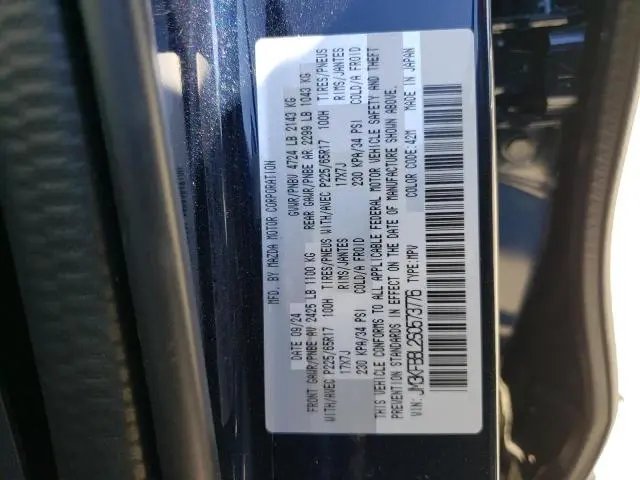 MFD. BY MAZDA MOTOR CORPORATION
DATE 09/24 GVWR/PNBV 4724 LB 2143 KG
FRONT GAWR/PNBE AV 2425 LB 1100 KG REAR GAWR/PNBE AR 2299 LB 1043 KG
WITH/AVEC P225/65R17 100H TIRES/PNEUS WITH/AVEC P225/65R17 100H TIRES/PNEUS
17X7J RIMS/JANTES 17X7J RIMS/JANTES
230 KPA/34 PSI COLD/A FROID 230 KPA/34 PSI COLD/A FROID
THIS VEHICLE CONFORMS TO ALL APPLICABLE FEDERAL MOTOR VEHICLE SAFETY AND THEFT
PREVENTION STANDARDS IN EFFECT ON THE DATE OF MANUFACTURE SHOWN ABOVE.
COLOR CODE:42M MADE IN JAPAN
VIN: JM3KFBBL2S0573776 TYPE:MPV